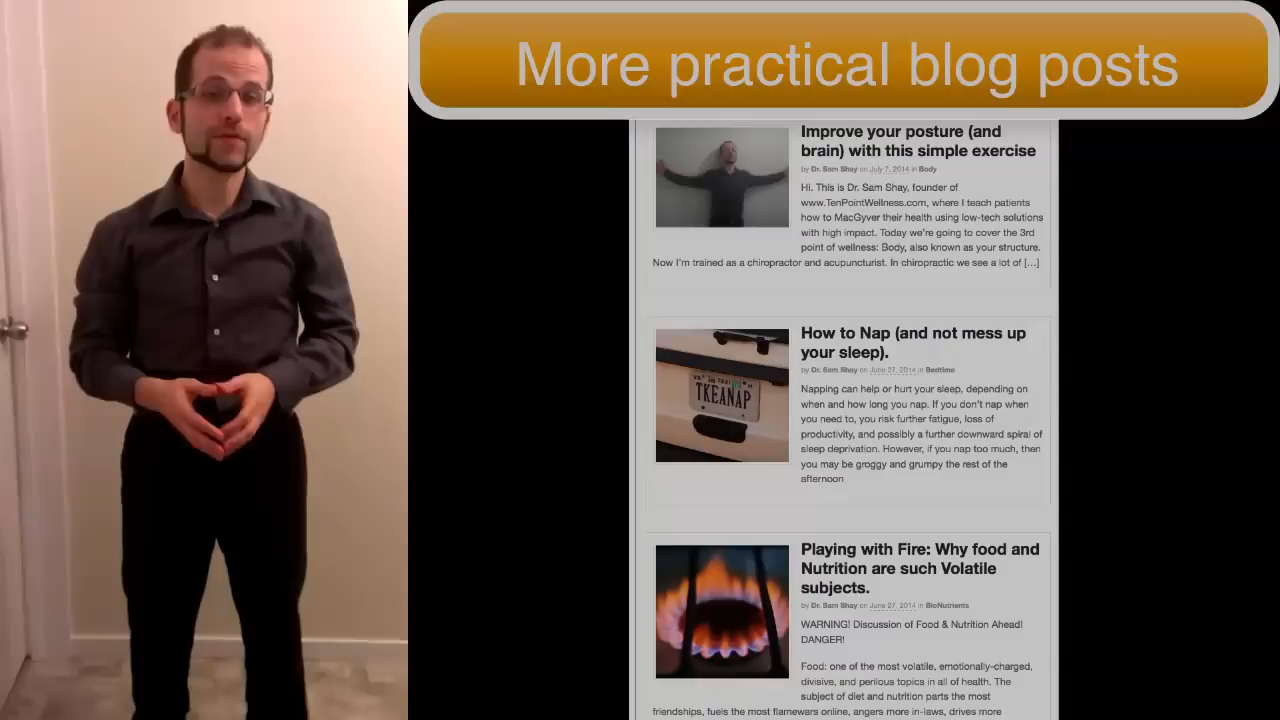 More practical blog posts
Improve your posture (and
brain) with this simple exercise
by Dr. Sam Shay on July 7, 2014 in Body
Hi. This is Dr. Sam Shay, founder of
www.TenPointWellness.com, where I teach patients
how to MacGyver their health using low-tech solutions
with high impact. Today we're going to cover the 3rd
point of wellness: Body, also known as your structure.
Now I'm trained as a chiropractor and acupuncturist. In chiropractic we see a lot of [...]
How to Nap (and not mess up
your sleep).
by Dr. Sam Shay on June 27, 2014 in Bedtime
TKEANAP
Napping can help or hurt your sleep, depending on
when and how long you nap. If you don't nap when
you need to, you risk further fatigue, loss of
productivity, and possibly a further downward spiral of
sleep deprivation. However, if you nap too much, then
you may be groggy and grumpy the rest of the
afternoon
Playing with Fire: Why food and
Nutrition are such Volatile
subjects.
by Dr. Sam Shay on June 27, 2014 in BioNutrients
WARNING! Discussion of Food & Nutrition Ahead!
DANGER!
Food: one of the most volatile, emotionally-charged,
divisive, and perilous topics in all of health. The
subject of diet and nutrition parts the most
friendships, fuels the most flamewars online, angers more in-laws, drives more